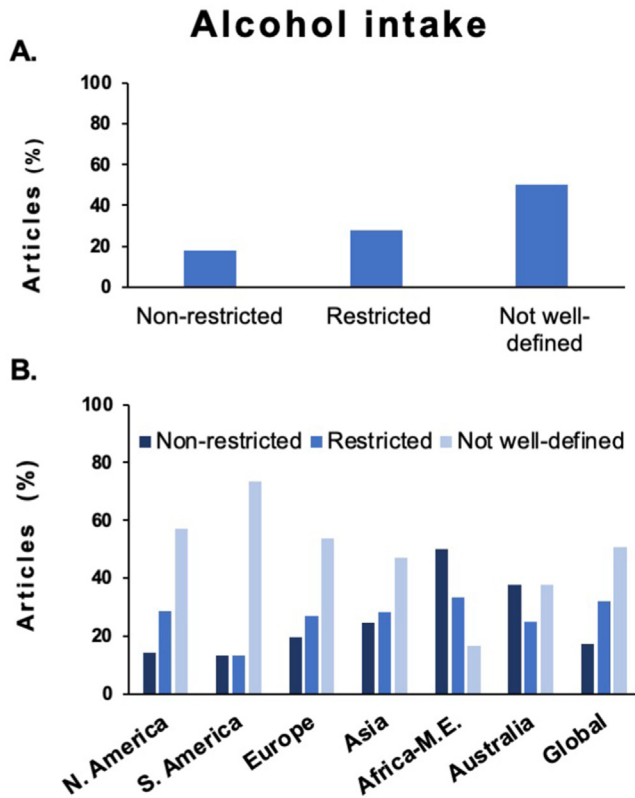 Alcohol intake
A.
Articles (%)
100
80
60
40
20
0
Non-restricted
Restricted
Not well-
defined
B.
Articles (%)
100
80
60
40
20
0
Non-restricted
Restricted
Not well-defined
N. America
S. America
Europe
Asia
Africa-M.E.
Australia
Global